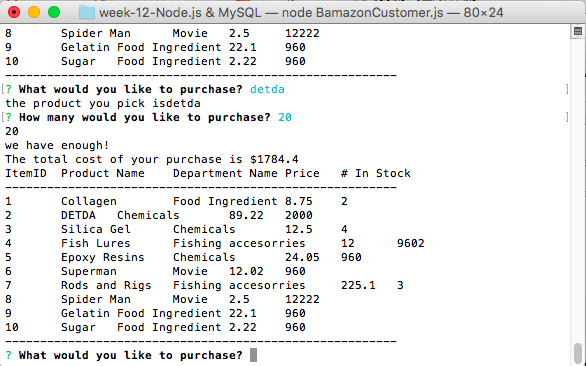 week-12-Node.js & MySQL — node BamazonCustomer.js — 80×24
8 Spider Man Movie 2.5 12222
9 Gelatin Food Ingredient 22.1 960
10 Sugar Food Ingredient 2.22 960
--------------------------------------------------------
[? What would you like to purchase? detda ]
the product you pick isdetda
[? How many would you like to purchase? 20 ]
20
we have enough!
The total cost of your purchase is $1784.4
ItemID Product Name Department Name Price # In Stock
--------------------------------------------------------
1 Collagen Food Ingredient 8.75 2
2 DETDA Chemicals 89.22 2000
3 Silica Gel Chemicals 12.5 4
4 Fish Lures Fishing accesorries 12 9602
5 Epoxy Resins Chemicals 24.05 960
6 Superman Movie 12.02 960
7 Rods and Rigs Fishing accesorries 225.1 3
8 Spider Man Movie 2.5 12222
9 Gelatin Food Ingredient 22.1 960
10 Sugar Food Ingredient 2.22 960
--------------------------------------------------------
? What would you like to purchase?